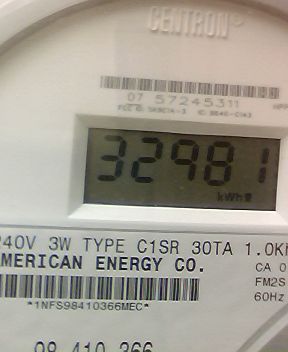 CENTRON®
07 57245311
32981
kWh
240V 3W TYPE C1SR 30TA 1.0K
AMERICAN ENERGY CO.
CA 0
FM2S
60Hz
*1NFS98410366MEC*
98 410 366